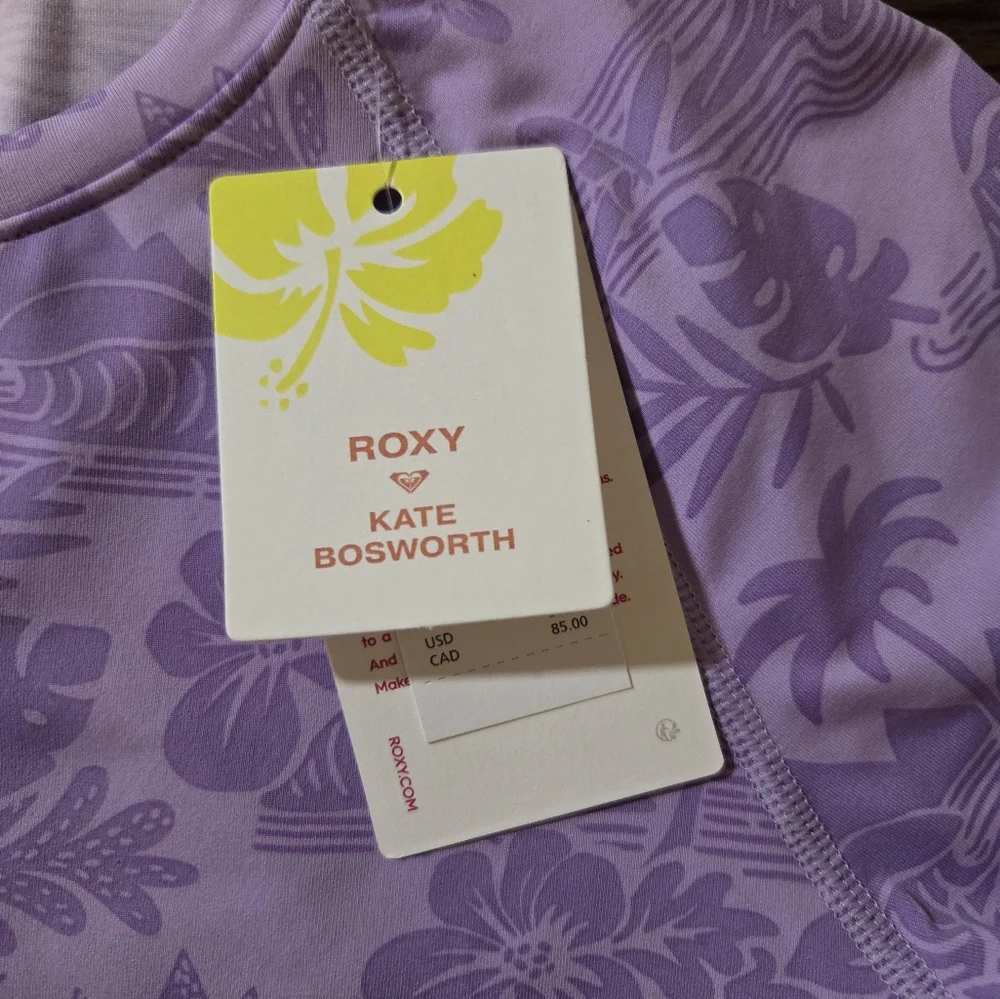 ROXY
KATE
BOSWORTH
to a
USD
85.00
And
CAD
Make
ROXY.COM